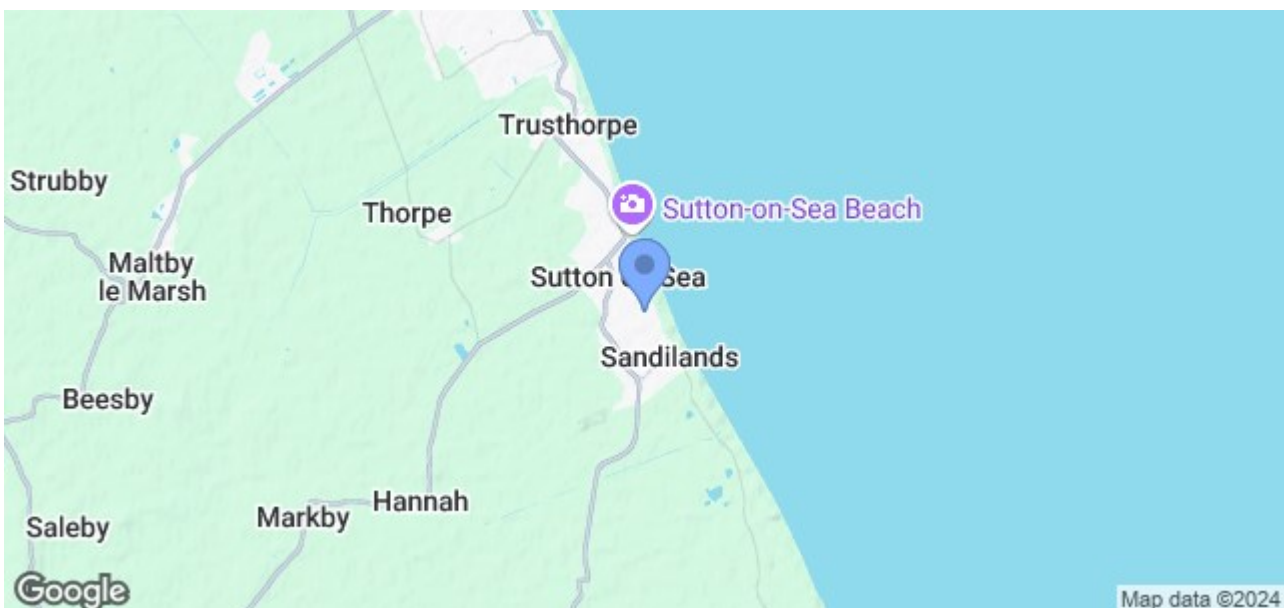 Trusthorpe
Strubby
Thorpe
Sutton-on-Sea Beach
Maltby
le Marsh
Sutton Sea
Sandilands
Beesby
Hannah
Markby
Saleby
Google
Map data ©2024